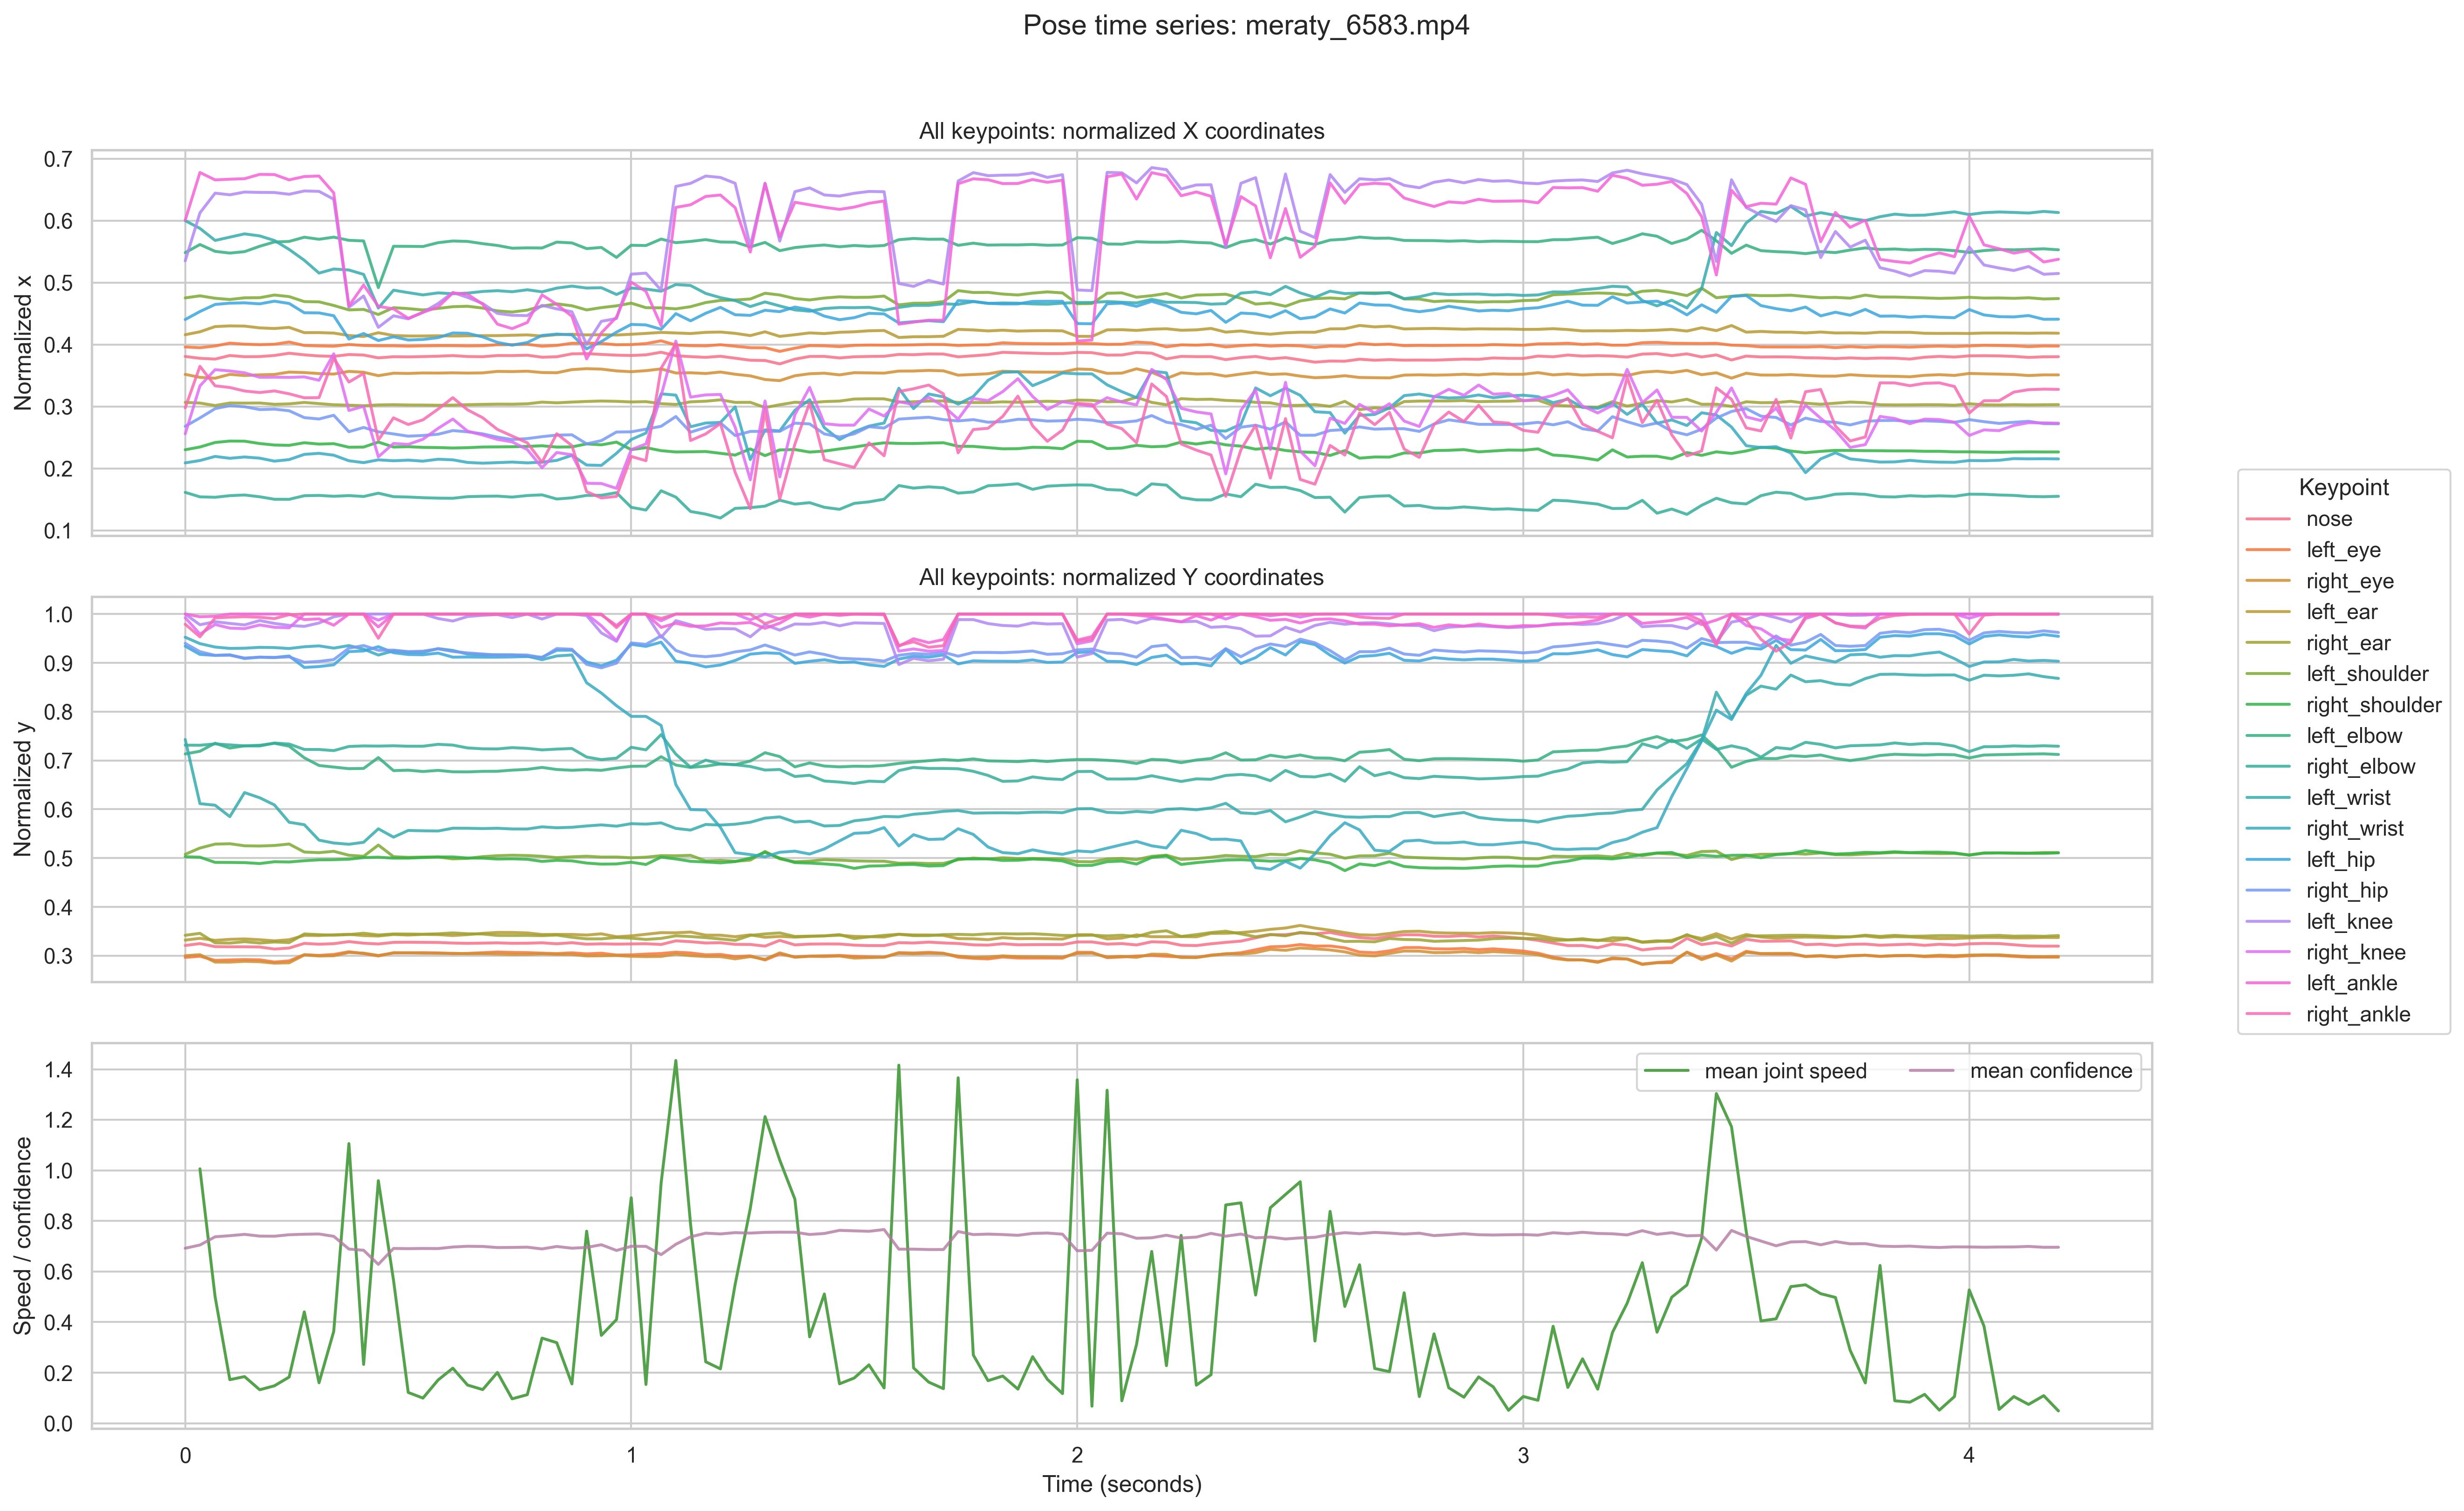 Pose time series: meraty_6583.mp4
All keypoints: normalized X coordinates
Normalized x
0.7
0.6
0.5
0.4
0.3
0.2
0.1
All keypoints: normalized Y coordinates
Normalized y
1.0
0.9
0.8
0.7
0.6
0.5
0.4
0.3
Keypoint
nose
left_eye
right_eye
left_ear
right_ear
left_shoulder
right_shoulder
left_elbow
right_elbow
left_wrist
right_wrist
left_hip
right_hip
left_knee
right_knee
left_ankle
right_ankle
mean joint speed mean confidence
Speed / confidence
1.4
1.2
1.0
0.8
0.6
0.4
0.2
0.0
0 1 2 3 4
Time (seconds)